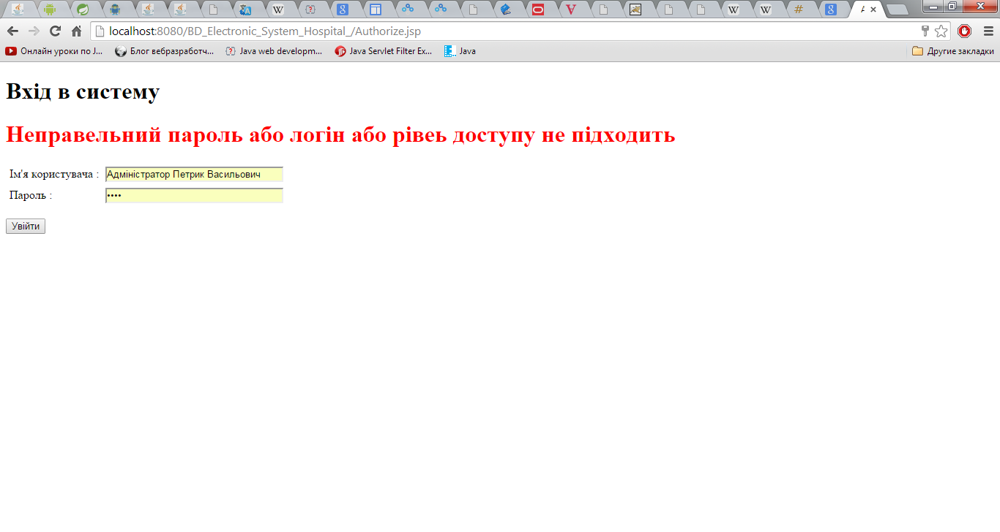 localhost:8080/BD_Electronic_System_Hospital_/Authorize.jsp
Онлайн уроки по J... Блог вебразработч... Java web developm... Java Servlet Filter Ex... Java Другие закладки
Вхід в систему
Неправельний пароль або логін або рівеь доступу не підходить
Ім'я користувача : Адміністратор Петрик Васильович
Пароль : ••••
Увійти